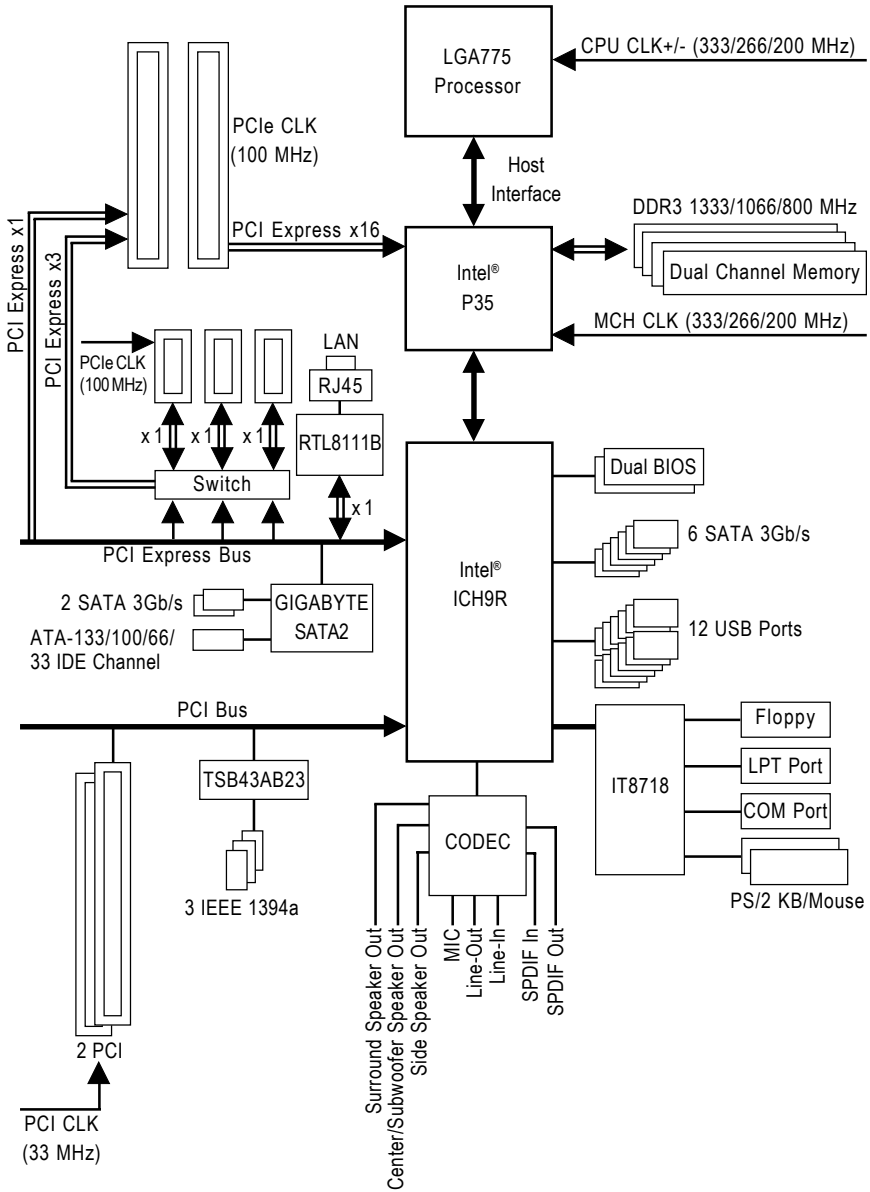 LGA775
Processor
CPU CLK+/- (333/266/200 MHz)
PCIe CLK
(100 MHz)
Host
Interface
DDR3 1333/1066/800 MHz
Dual Channel Memory
PCI Express x1
PCI Express x3
PCI Express x16
Intel®
P35
MCH CLK (333/266/200 MHz)
PCIe CLK
(100 MHz)
LAN
RJ45
RTL8111B
x 1
x 1
x 1
x 1
Switch
PCI Express Bus
Intel®
ICH9R
Dual BIOS
6 SATA 3Gb/s
12 USB Ports
2 SATA 3Gb/s
GIGABYTE
SATA2
ATA-133/100/66/
33 IDE Channel
PCI Bus
TSB43AB23
3 IEEE 1394a
IT8718
Floppy
LPT Port
COM Port
PS/2 KB/Mouse
CODEC
Surround Speaker Out
Center/Subwoofer Speaker Out
Side Speaker Out
MIC
Line-Out
Line-In
SPDIF In
SPDIF Out
2 PCI
PCI CLK
(33 MHz)